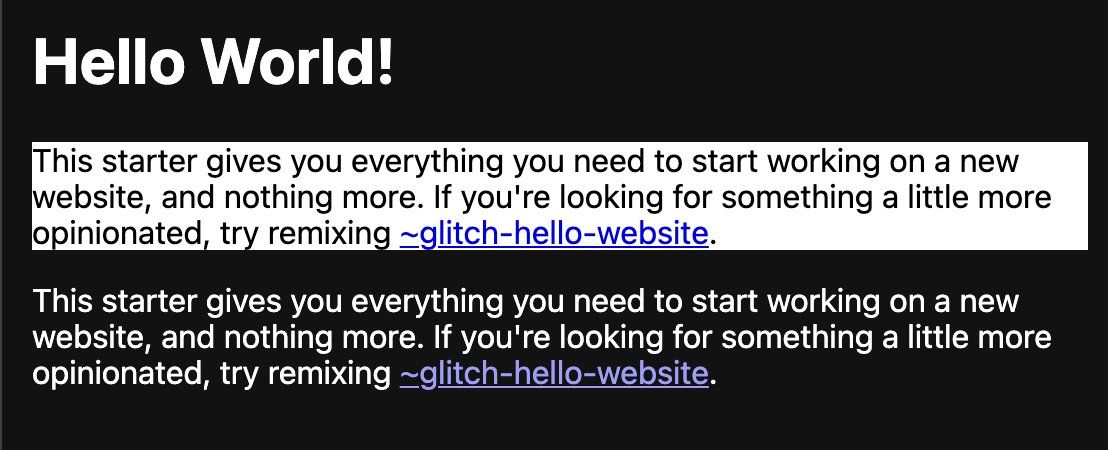 Hello World!
This starter gives you everything you need to start working on a new
website, and nothing more. If you're looking for something a little more
opinionated, try remixing ~glitch-hello-website.
This starter gives you everything you need to start working on a new
website, and nothing more. If you're looking for something a little more
opinionated, try remixing ~glitch-hello-website.